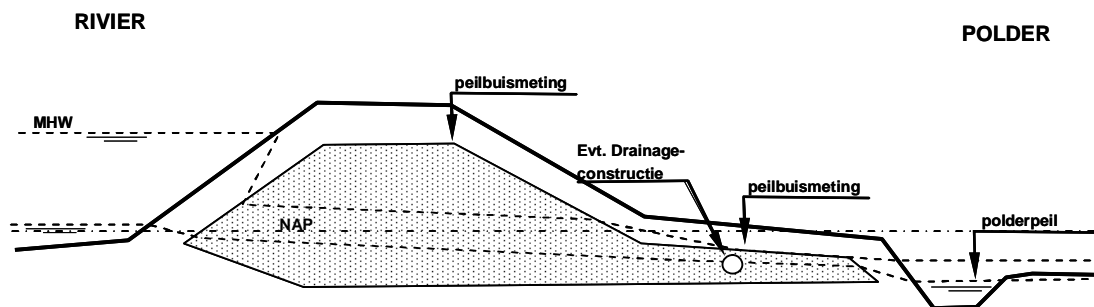 RIVIER
POLDER
peilbuismeting
MHW
Evt. Drainage-
constructie
peilbuismeting
polderpeil
NAP